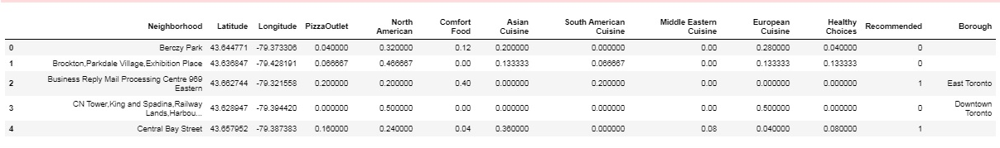 Neighborhood Latitude Longitude PizzaOutlet North American Comfort Food Asian Cuisine South American Cuisine Middle Eastern Cuisine European Cuisine Healthy Choices Recommended Borough
0 Berczy Park 43.644771 -79.373306 0.040000 0.320000 0.12 0.200000 0.000000 0.00 0.280000 0.040000 0
1 Brockton,Parkdale Village,Exhibition Place 43.636847 -79.428191 0.066667 0.466667 0.00 0.133333 0.066667 0.00 0.133333 0.133333 0
2 Business Reply Mail Processing Centre 969 Eastern 43.662744 -79.321558 0.200000 0.200000 0.40 0.000000 0.200000 0.00 0.000000 0.000000 1 East Toronto
3 CN Tower,King and Spadina,Railway Lands,Harbou... 43.628947 -79.394420 0.000000 0.500000 0.00 0.000000 0.000000 0.00 0.500000 0.000000 0 Downtown Toronto
4 Central Bay Street 43.657952 -79.387383 0.160000 0.240000 0.04 0.360000 0.000000 0.08 0.040000 0.080000 1